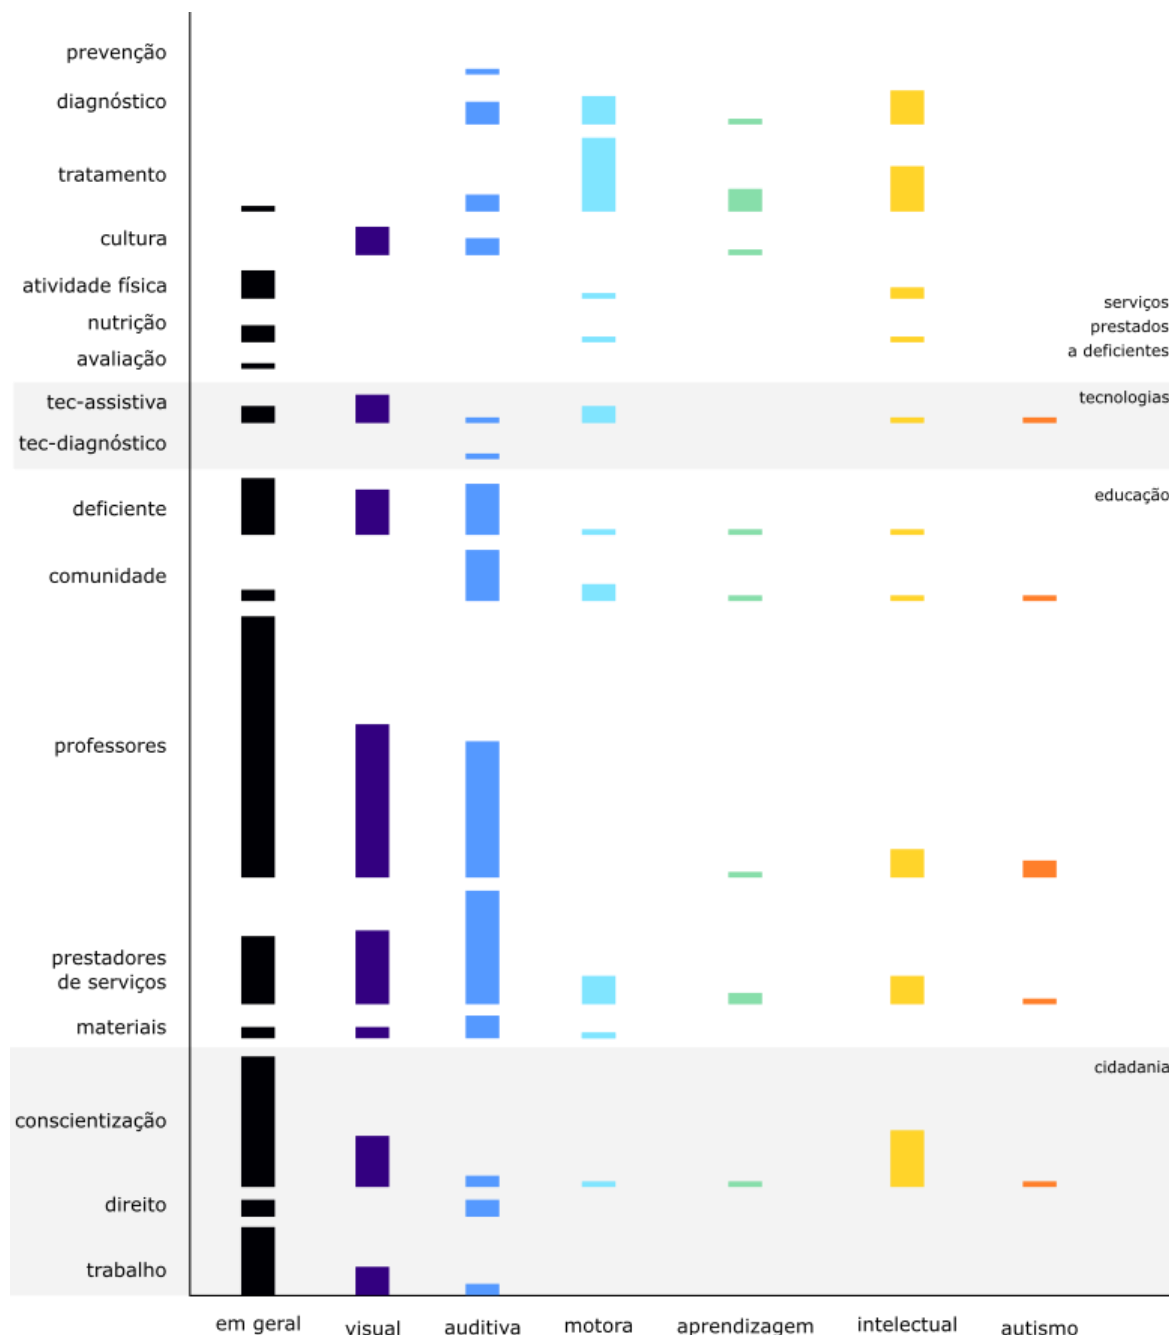 prevenção
diagnóstico
tratamento
cultura
atividade física
nutrição
avaliação
serviços
prestados
a deficientes
tec-assistiva
tec-diagnóstico
tecnologias
deficiente
comunidade
professores
prestadores
de serviços
materiais
educação
conscientização
direito
trabalho
cidadania
em geral
visual
auditiva
motora
aprendizagem
intelectual
autismo